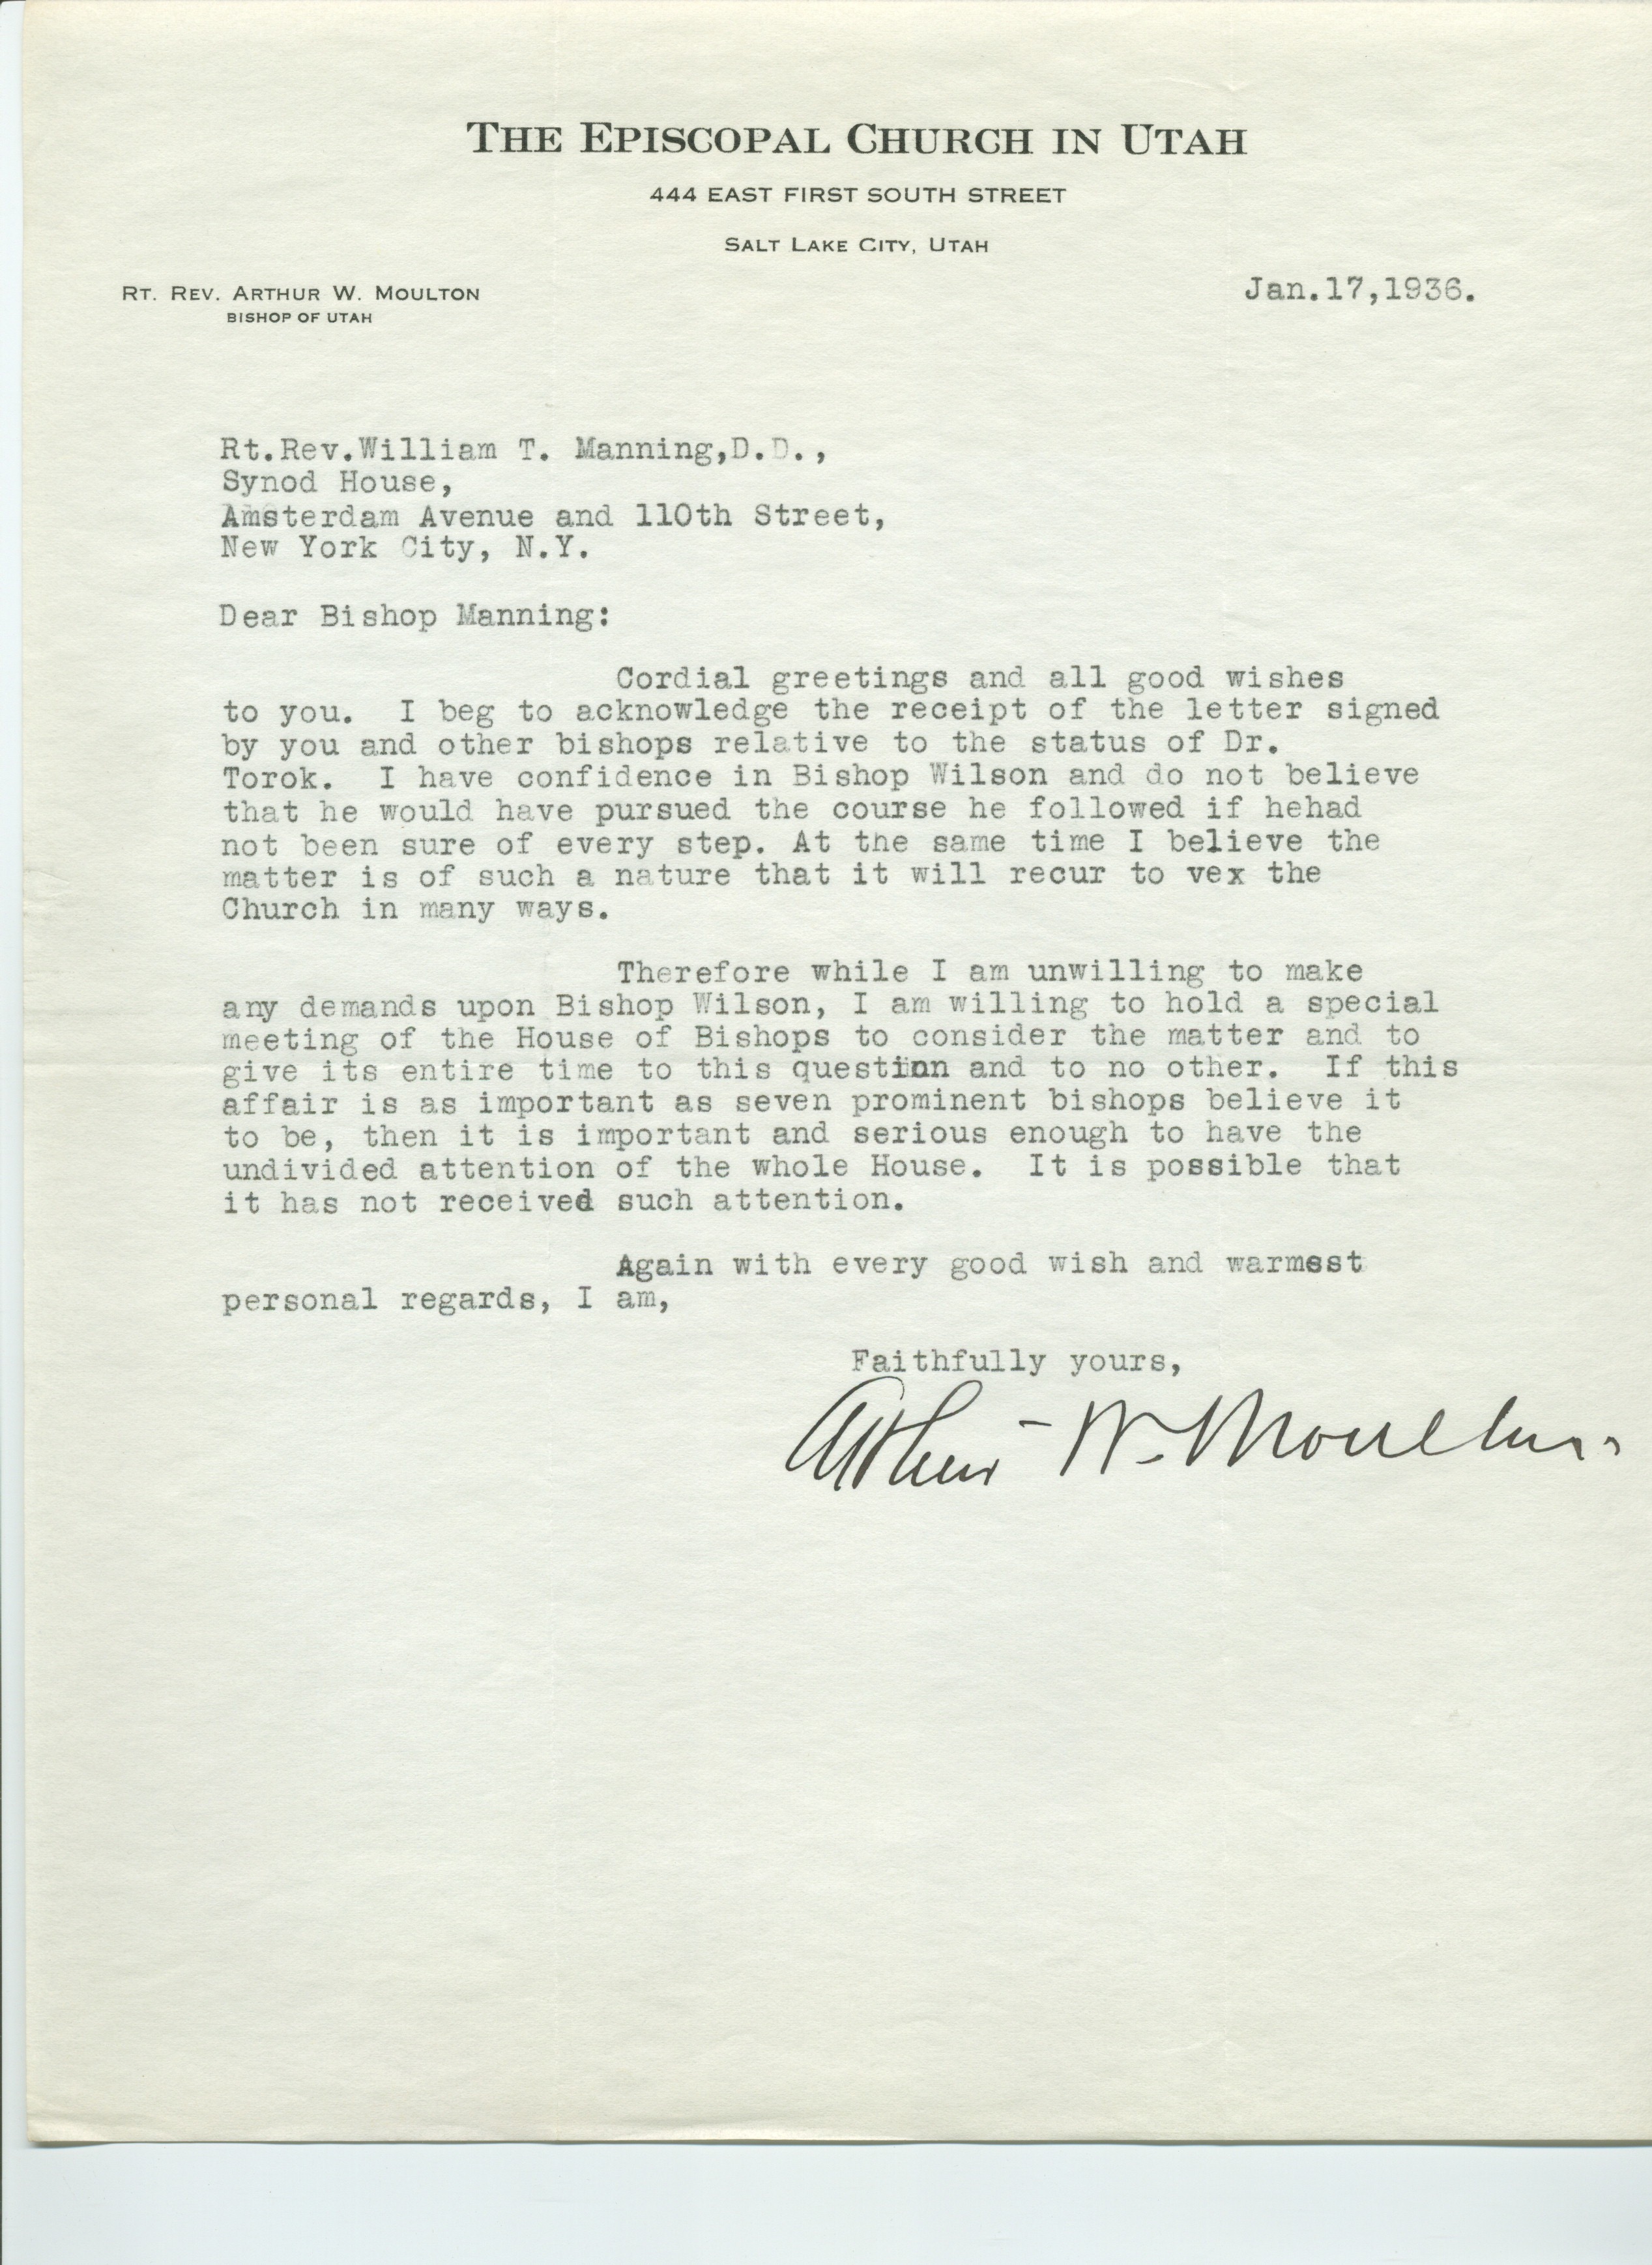 THE EPISCOPAL CHURCH IN UTAH
444 EAST FIRST SOUTH STREET
SALT LAKE CITY, UTAH
RT. REV. ARTHUR W. MOULTON
BISHOP OF UTAH
Jan.17,1936.
Rt.Rev.William T. Manning,D.D.,
Synod House,
Amsterdam Avenue and 110th Street,
New York City, N.Y.
Dear Bishop Manning:
Cordial greetings and all good wishes
to you. I beg to acknowledge the receipt of the letter signed
by you and other bishops relative to the status of Dr.
Torok. I have confidence in Bishop Wilson and do not believe
that he would have pursued the course he followed if hehad
not been sure of every step. At the same time I believe the
matter is of such a nature that it will recur to vex the
Church in many ways.
Therefore while I am unwilling to make
any demands upon Bishop Wilson, I am willing to hold a special
meeting of the House of Bishops to consider the matter and to
give its entire time to this question and to no other. If this
affair is as important as seven prominent bishops believe it
to be, then it is important and serious enough to have the
undivided attention of the whole House. It is possible that
it has not received such attention.
Again with every good wish and warmest
personal regards, I am,
Faithfully yours,
Arthur W. Moulton